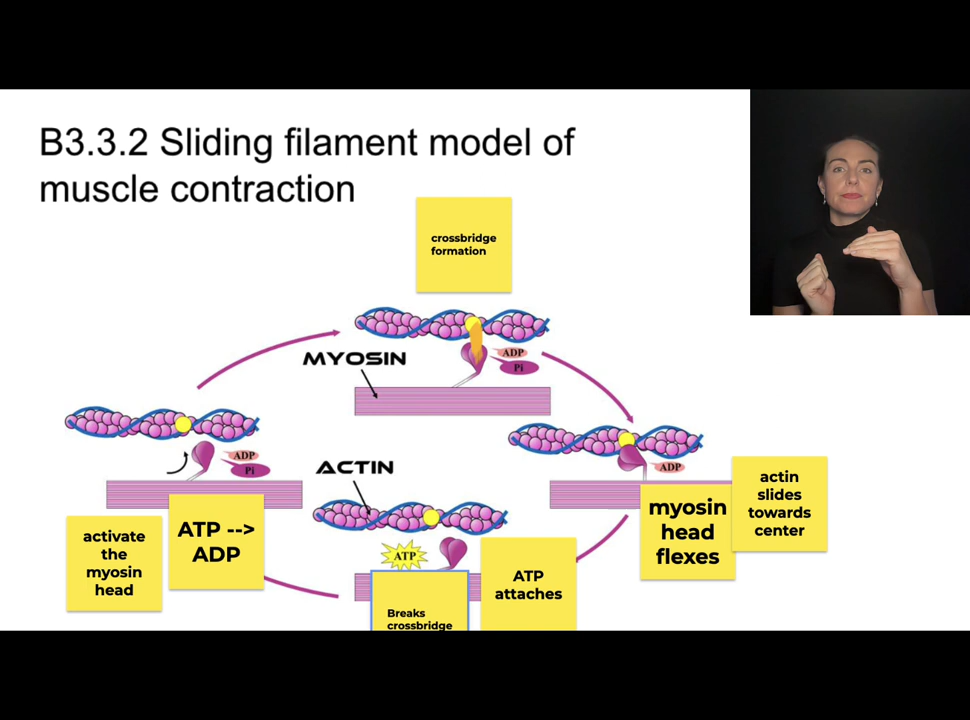 B3.3.2 Sliding filament model of
muscle contraction
crossbridge
formation
MYOSIN
ADP
Pi
ADP
Pi
ACTIN
ADP
actin
slides
towards
center
myosin
head
flexes
ATP -->
ADP
activate
the
myosin
head
ATP
ATP
attaches
Breaks
crossbridge